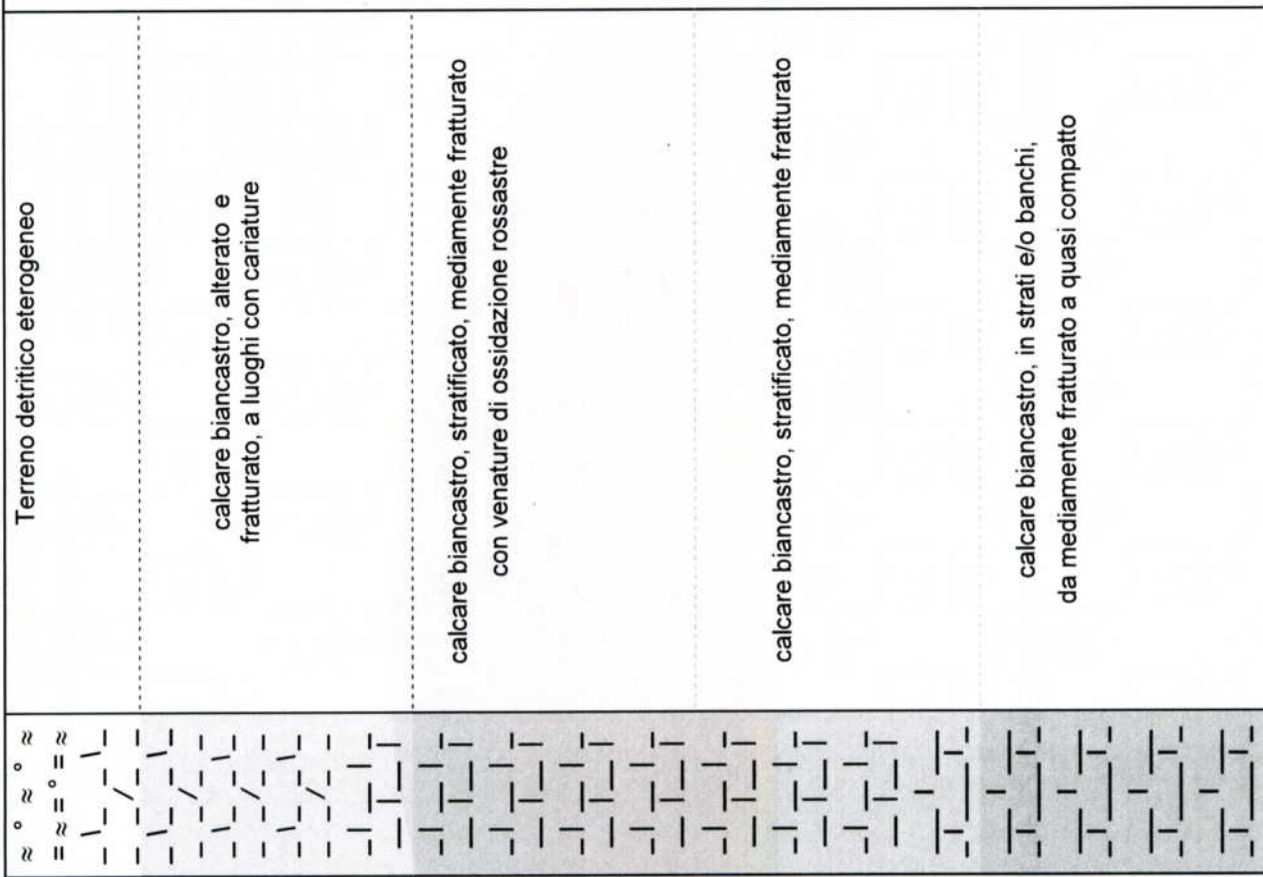 Terreno detritico eterogeneo
calcare biancastro, alterato e
fratturato, a luoghi con cariature
calcare biancastro, stratificato, mediamente fratturato
con venature di ossidazione rossastre
calcare biancastro, stratificato, mediamente fratturato
calcare biancastro, in strati e/o banchi,
da mediamente fratturato a quasi compatto